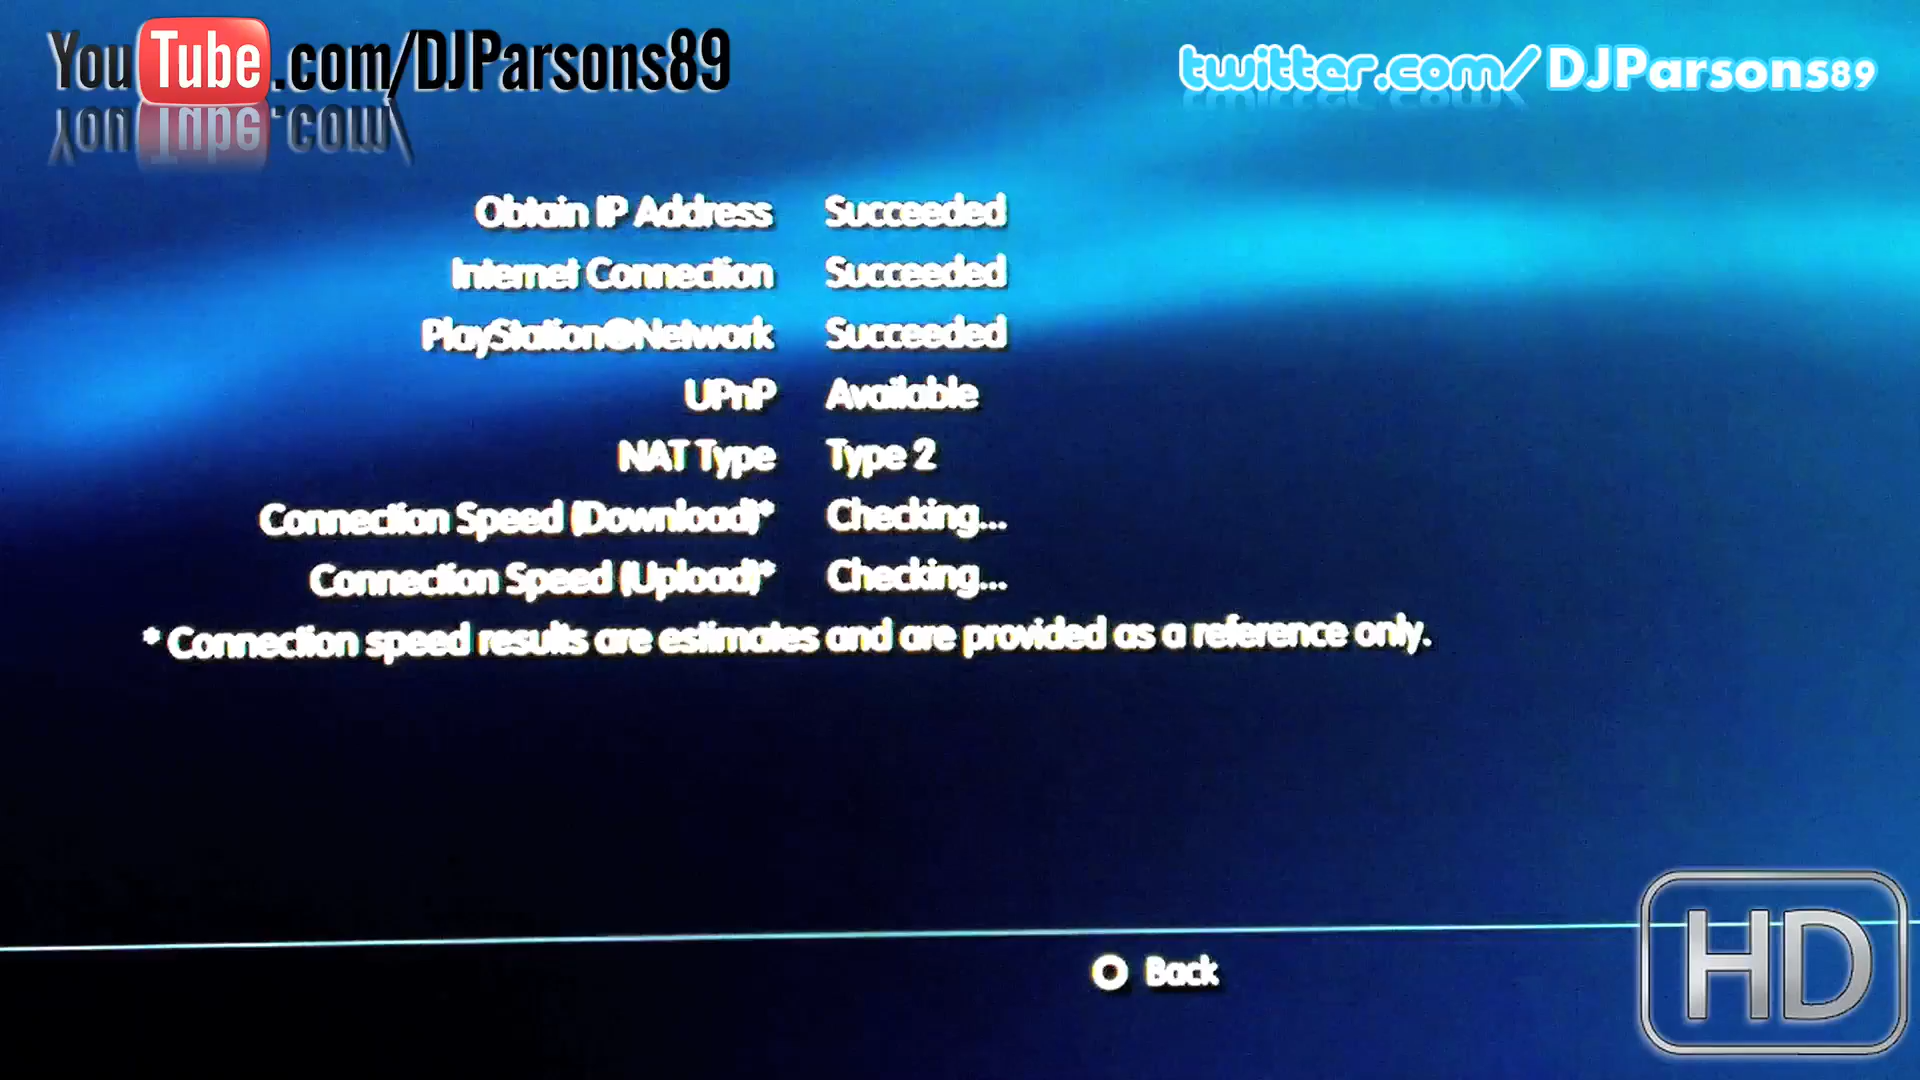 YouTube.com/DJParsons89
twitter.com/DJParsons89
Obtain IP Address Succeeded
Internet Connection Succeeded
PlayStation®Network Succeeded
UPnP Available
NAT Type Type 2
Connection Speed (Download)* Checking...
Connection Speed (Upload)* Checking...
* Connection speed results are estimates and are provided as a reference only.
Back
HD